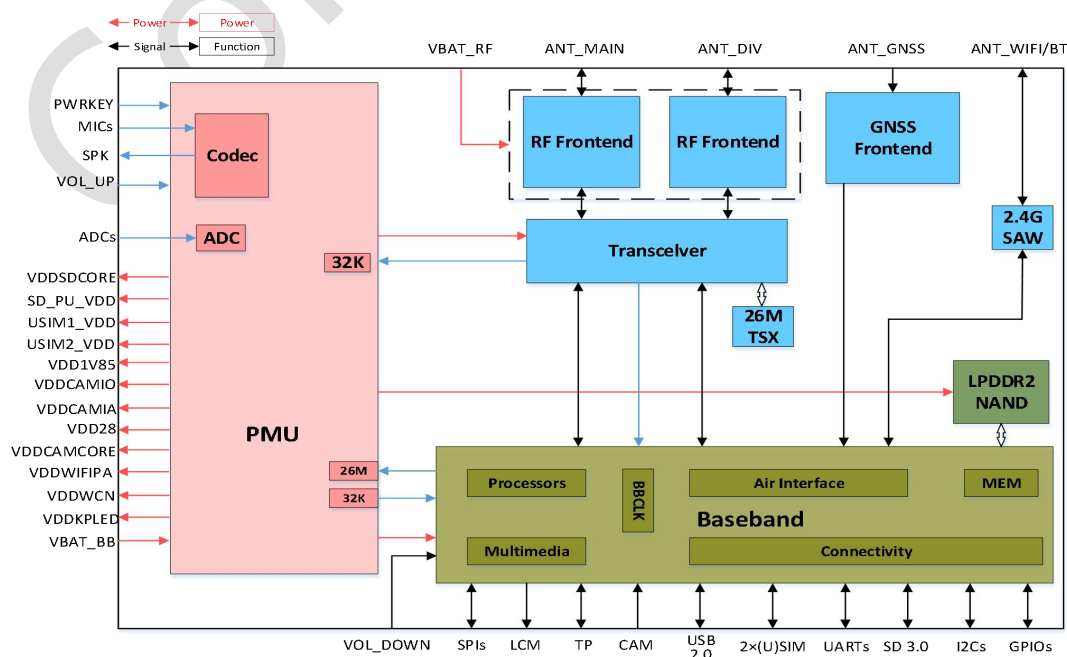 Power
Power
Signal
Function
VBAT_RF
ANT_MAIN
ANT_DIV
ANT_GNSS
ANT_WIFI/BT
PWRKEY
MICs
SPK
VOL_UP
ADCs
VDDSDCORE
SD_PU_VDD
USIM1_VDD
USIM2_VDD
VDD1V85
VDDCAMIO
VDDCAMIA
VDD28
VDDCAMCORE
VDDWIFIPA
VDDWCN
VDDKPLED
VBAT_BB
Codec
ADC
32K
PMU
26M
32K
RF Frontend
RF Frontend
GNSS
Frontend
2.4G
SAW
Transcelver
26M
TSX
LPDDR2
NAND
Processors
BBCLK
Air Interface
MEM
Baseband
Multimedia
Connectivity
VOL_DOWN
SPIs
LCM
TP
CAM
USB
2.0
2×(U)SIM
UARTs
SD 3.0
I2Cs
GPIOs